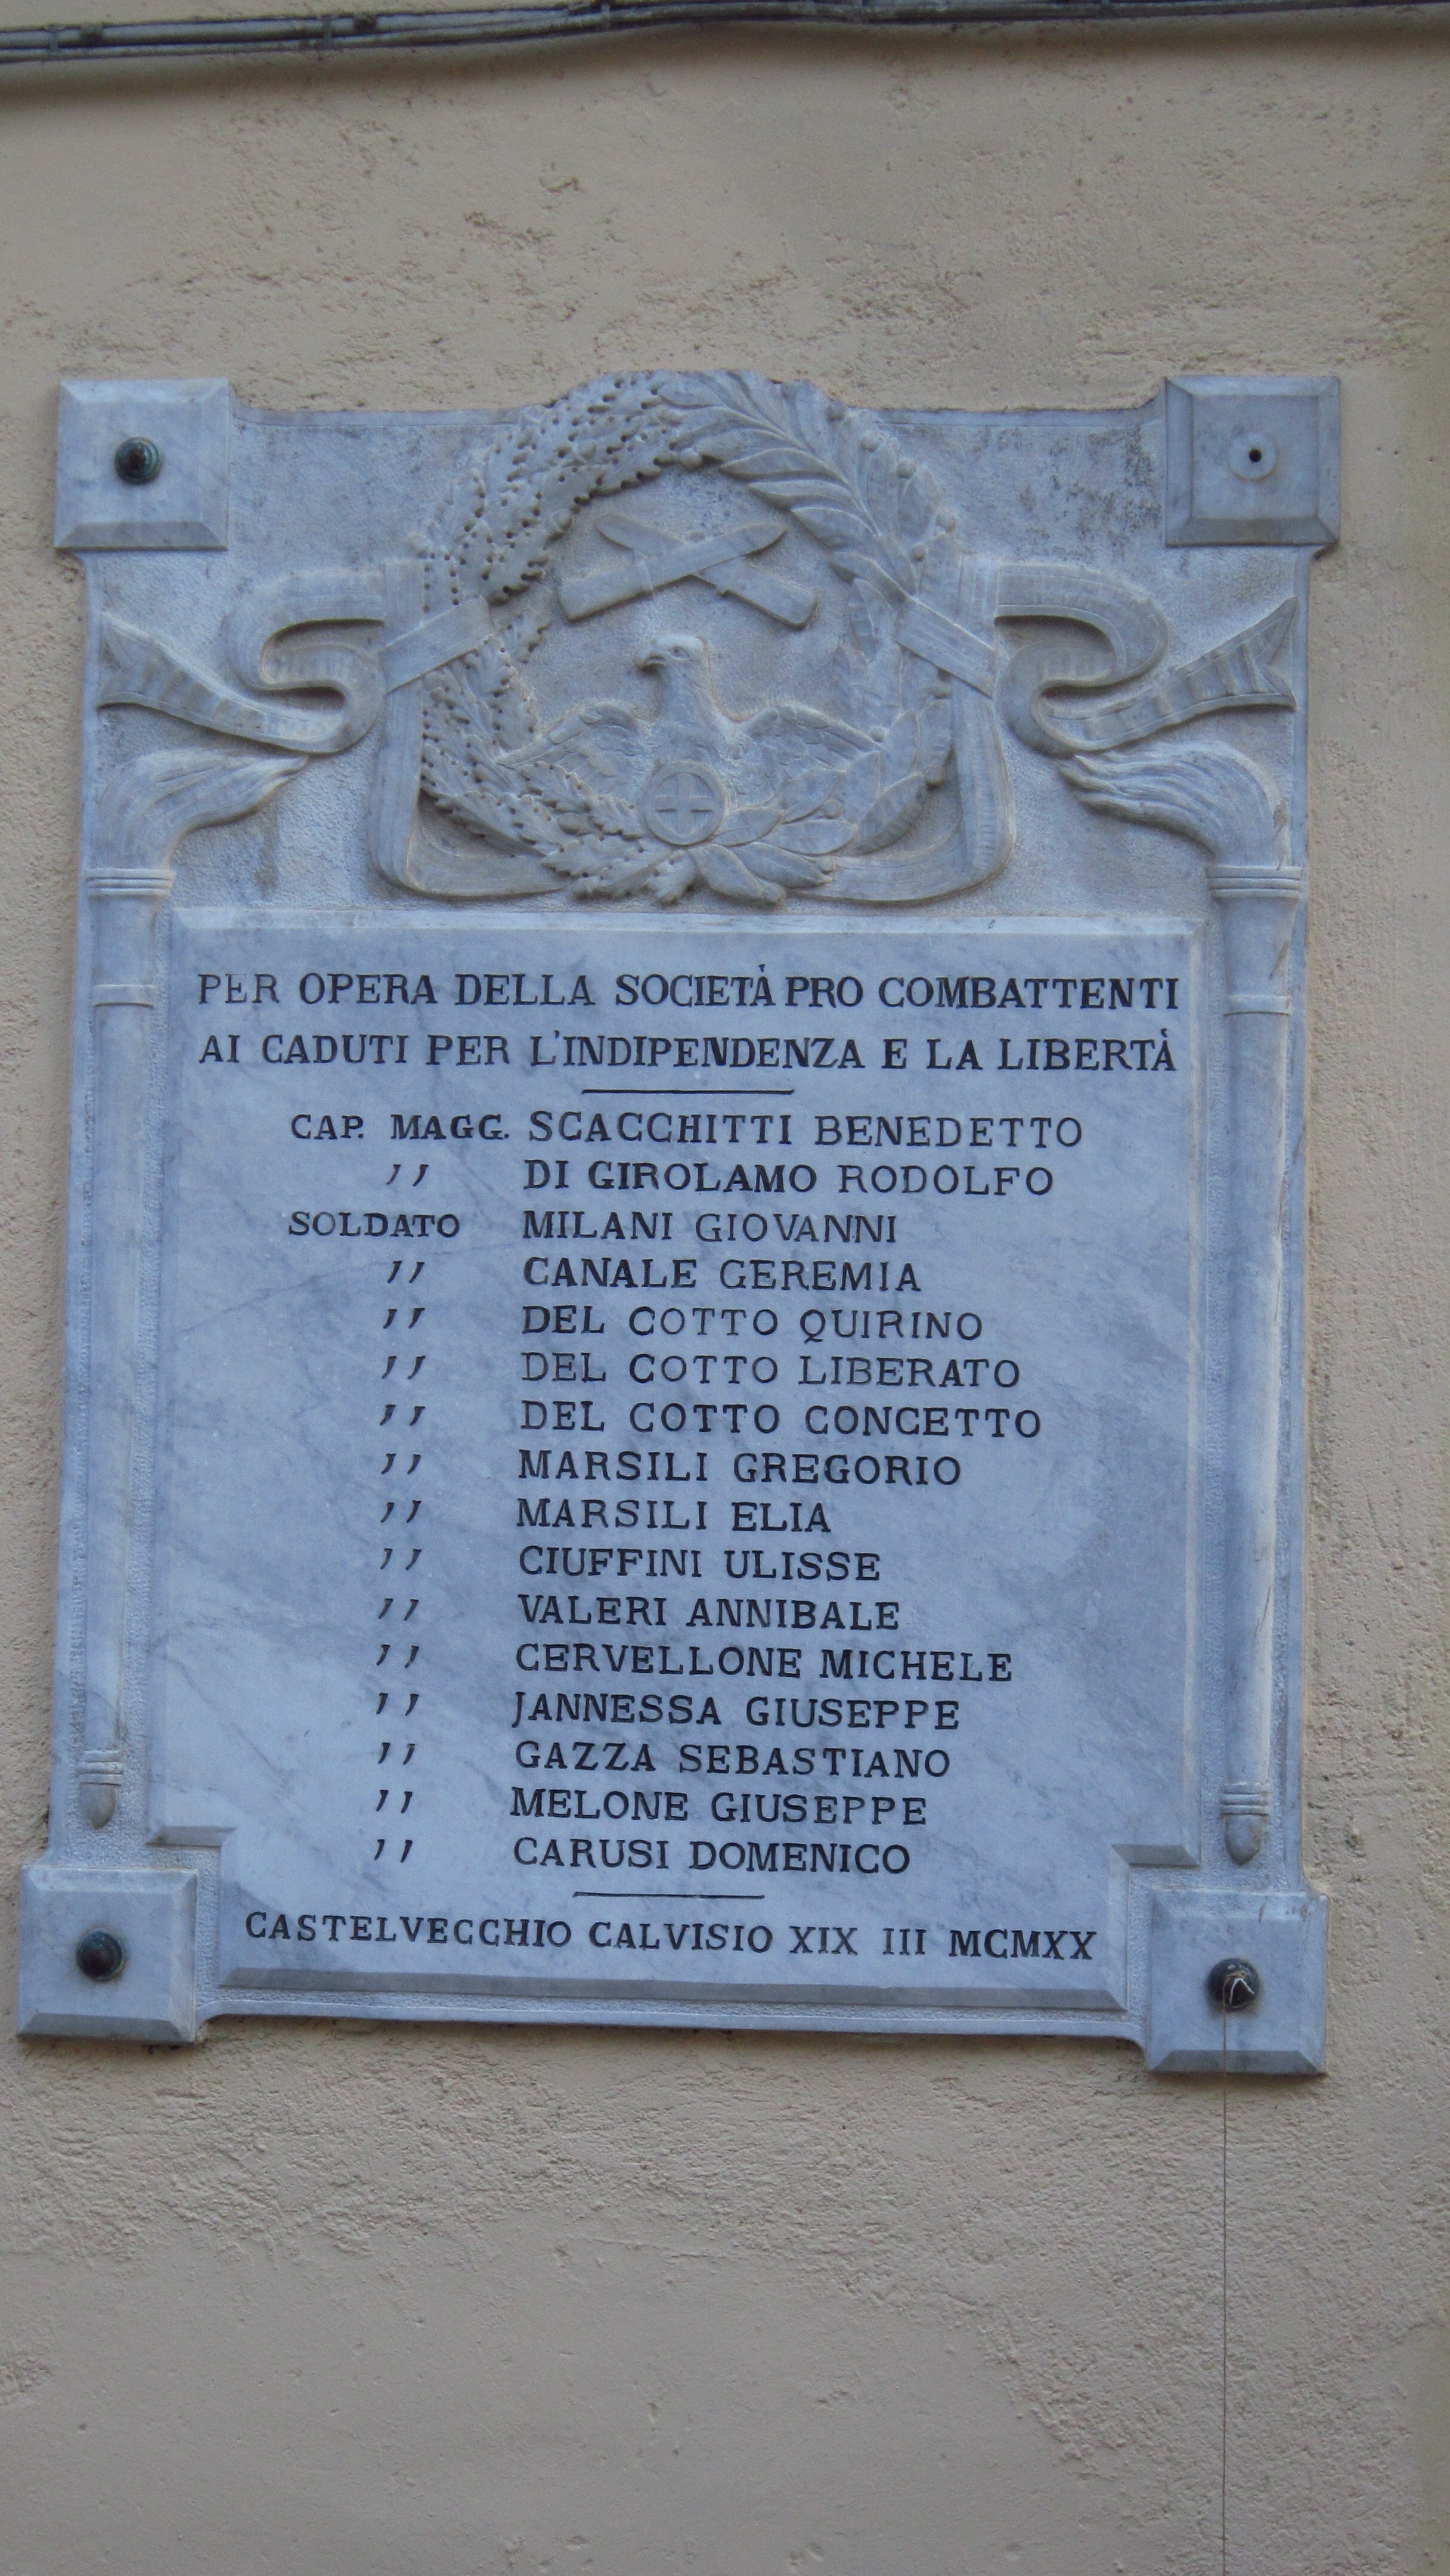 PER OPERA DELLA SOCIETÀ PRO COMBATTENTI
AI CADUTI PER L'INDIPENDENZA E LA LIBERTÀ
CAP. MAGG. SCACCHITTI BENEDETTO
" DI GIROLAMO RODOLFO
SOLDATO MILANI GIOVANNI
" CANALE GEREMIA
" DEL COTTO QUIRINO
" DEL COTTO LIBERATO
" DEL COTTO CONCETTO
" MARSILI GREGORIO
" MARSILI ELIA
" CIUFFINI ULISSE
" VALERI ANNIBALE
" CERVELLONE MICHELE
" JANNESSA GIUSEPPE
" GAZZA SEBASTIANO
" MELONE GIUSEPPE
" CARUSI DOMENICO
CASTELVECCHIO CALVISIO XIX III MCMXX